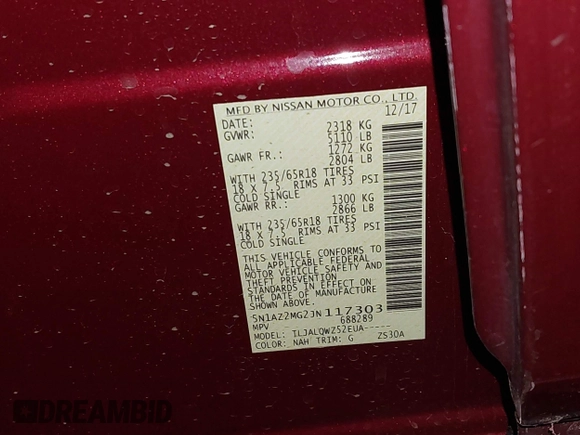 MFD BY NISSAN MOTOR CO., LTD.
DATE: 12/17
GVWR: 2318 KG
5110 LB
GAWR FR.: 1272 KG
2804 LB
WITH 235/65R18 TIRES
18 X 7.5 RIMS AT 33 PSI
COLD SINGLE
GAWR RR.: 1300 KG
2866 LB
WITH 235/65R18 TIRES
18 X 7.5 RIMS AT 33 PSI
COLD SINGLE
THIS VEHICLE CONFORMS TO
ALL APPLICABLE FEDERAL
MOTOR VEHICLE SAFETY AND
THEFT PREVENTION
STANDARDS IN EFFECT ON
THE DATE OF MANUFACTURE
SHOWN ABOVE.
5N1AZ2MG2JN117303
MPV 688289
MODEL: ILJALQWZ52EUA-----
COLOR: NAH TRIM: G ZS30A
DREAMBID